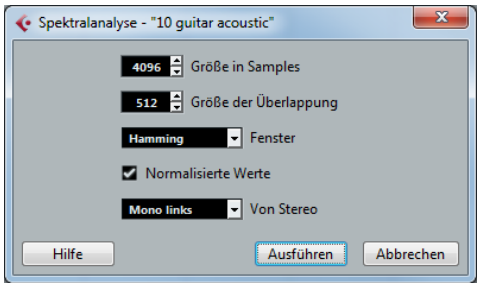 Spektralanalyse - "10 guitar acoustic"
4096 Größe in Samples
512 Größe der Überlappung
Hamming Fenster
Normalisierte Werte
Mono links Von Stereo
Hilfe Ausführen Abbrechen